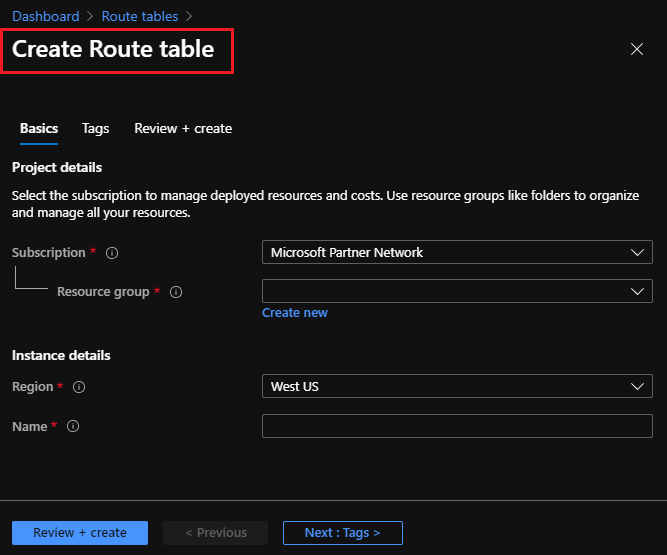 Dashboard > Route tables >
Create Route table
Basics Tags Review + create
Project details
Select the subscription to manage deployed resources and costs. Use resource groups like folders to organize
and manage all your resources.
Subscription * Microsoft Partner Network
Resource group *
Create new
Instance details
Region * West US
Name *
Review + create < Previous Next : Tags >